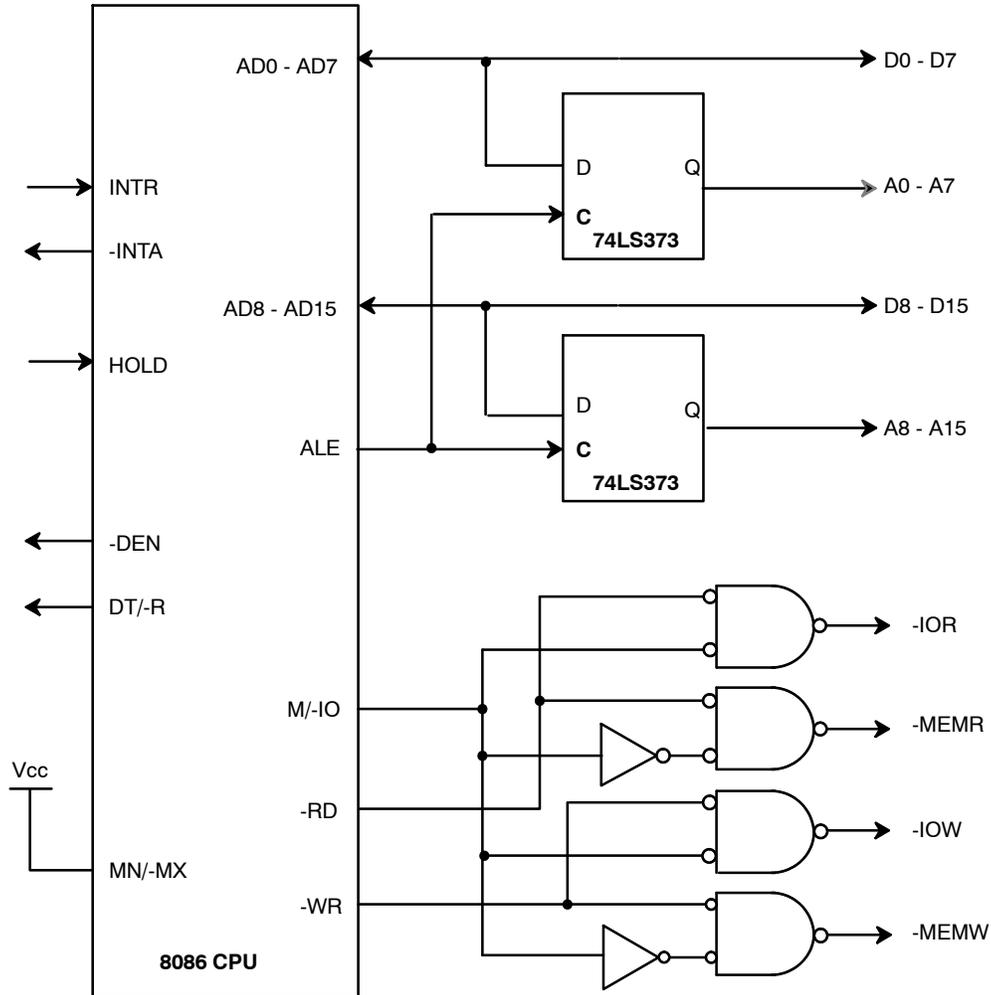 AD0 - AD7
D0 - D7
D
Q
INTR
A0 - A7
C
74LS373
-INTA
AD8 - AD15
D8 - D15
HOLD
D
Q
A8 - A15
ALE
C
74LS373
-DEN
DT/-R
-IOR
M/-IO
-MEMR
Vcc
-RD
-IOW
MN/-MX
-WR
-MEMW
8086 CPU